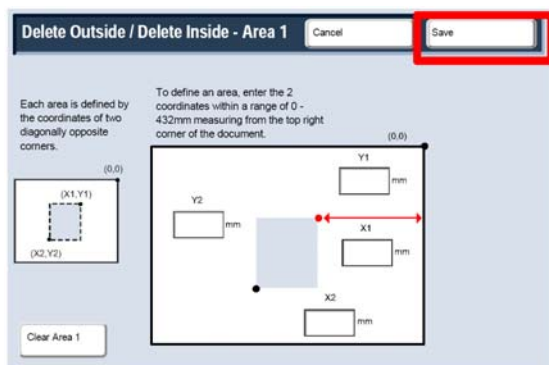 Delete Outside / Delete Inside - Area 1
Cancel
Save
Each area is defined by
the coordinates of two
diagonally opposite
corners.
To define an area, enter the 2
coordinates within a range of 0 -
432mm measuring from the top right
corner of the document.
(0,0)
(X1,Y1)
(X2,Y2)
(0,0)
Y1
mm
Y2
mm
X1
mm
X2
mm
Clear Area 1